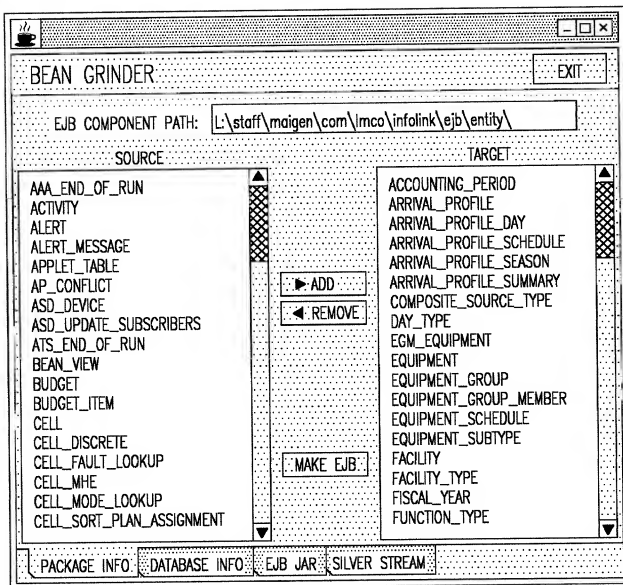 BEAN GRINDER
EXIT
EJB COMPONENT PATH: L:\staff\maigen\com\lmco\infolink\ejb\entity\
SOURCE
AAA_END_OF_RUN
ACTIVITY
ALERT
ALERT_MESSAGE
APPLET_TABLE
AP_CONFLICT
ASD_DEVICE
ASD_UPDATE_SUBSCRIBERS
ATS_END_OF_RUN
BEAN_VIEW
BUDGET
BUDGET_ITEM
CELL
CELL_DISCRETE
CELL_FAULT_LOOKUP
CELL_MHE
CELL_MODE_LOOKUP
CELL_SORT_PLAN_ASSIGNMENT
ADD
REMOVE
MAKE EJB
TARGET
ACCOUNTING_PERIOD
ARRIVAL_PROFILE
ARRIVAL_PROFILE_DAY
ARRIVAL_PROFILE_SCHEDULE
ARRIVAL_PROFILE_SEASON
ARRIVAL_PROFILE_SUMMARY
COMPOSITE_SOURCE_TYPE
DAY_TYPE
EGM_EQUIPMENT
EQUIPMENT
EQUIPMENT_GROUP
EQUIPMENT_GROUP_MEMBER
EQUIPMENT_SCHEDULE
EQUIPMENT_SUBTYPE
FACILITY
FACILITY_TYPE
FISCAL_YEAR
FUNCTION_TYPE
PACKAGE INFO DATABASE INFO EJB JAR SILVER STREAM